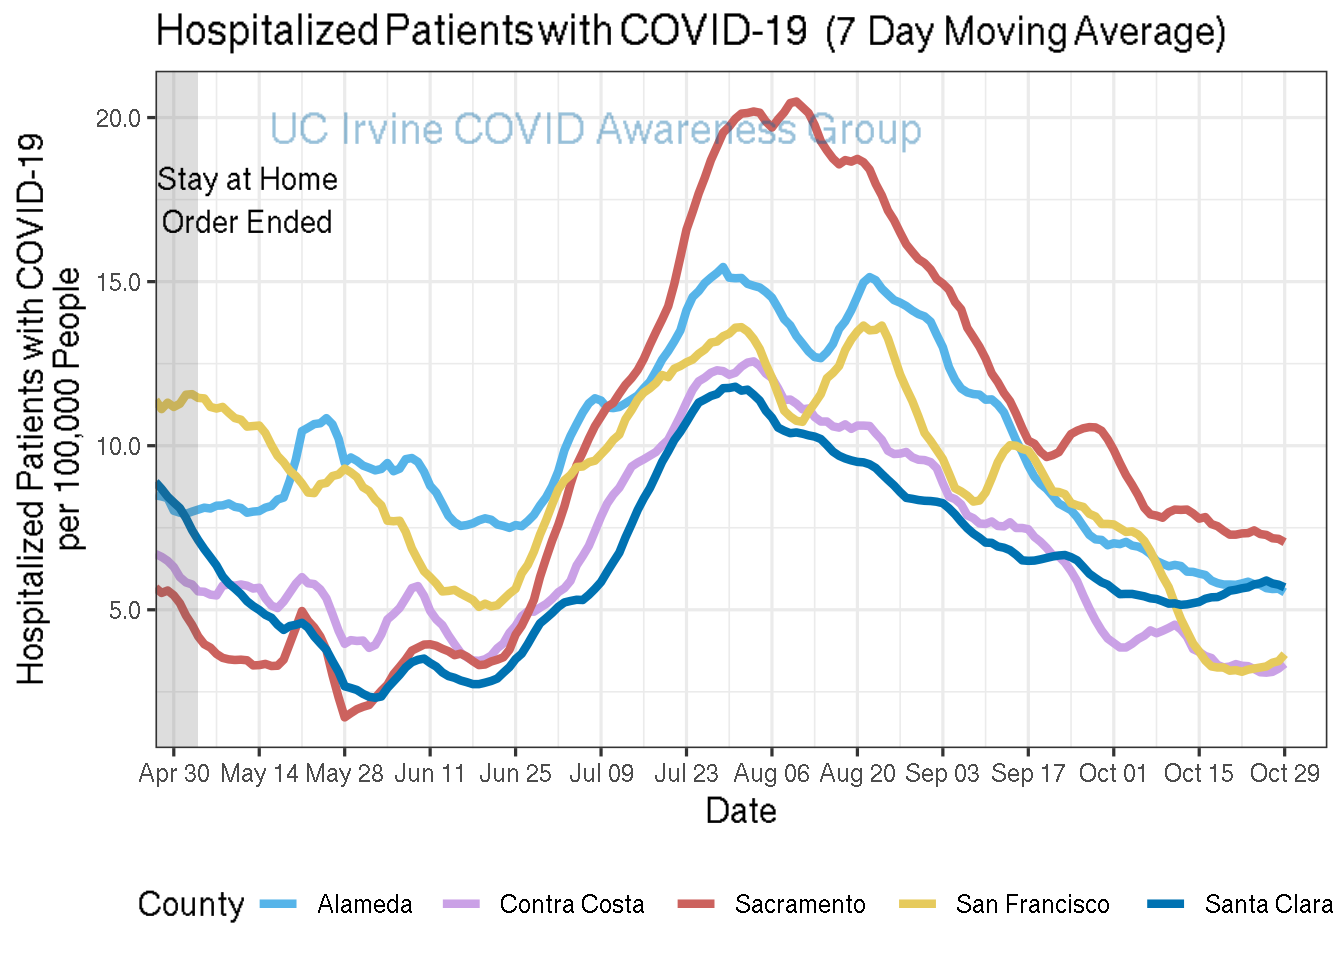 Hospitalized Patients with COVID-19 (7 Day Moving Average)
UC Irvine COVID Awareness Group
Stay at Home
Order Ended
Hospitalized Patients with COVID-19
per 100,000 People
20.0
15.0
10.0
5.0
Apr 30 May 14 May 28 Jun 11 Jun 25 Jul 09 Jul 23 Aug 06 Aug 20 Sep 03 Sep 17 Oct 01 Oct 15 Oct 29
Date
County Alameda Contra Costa Sacramento San Francisco Santa Clara